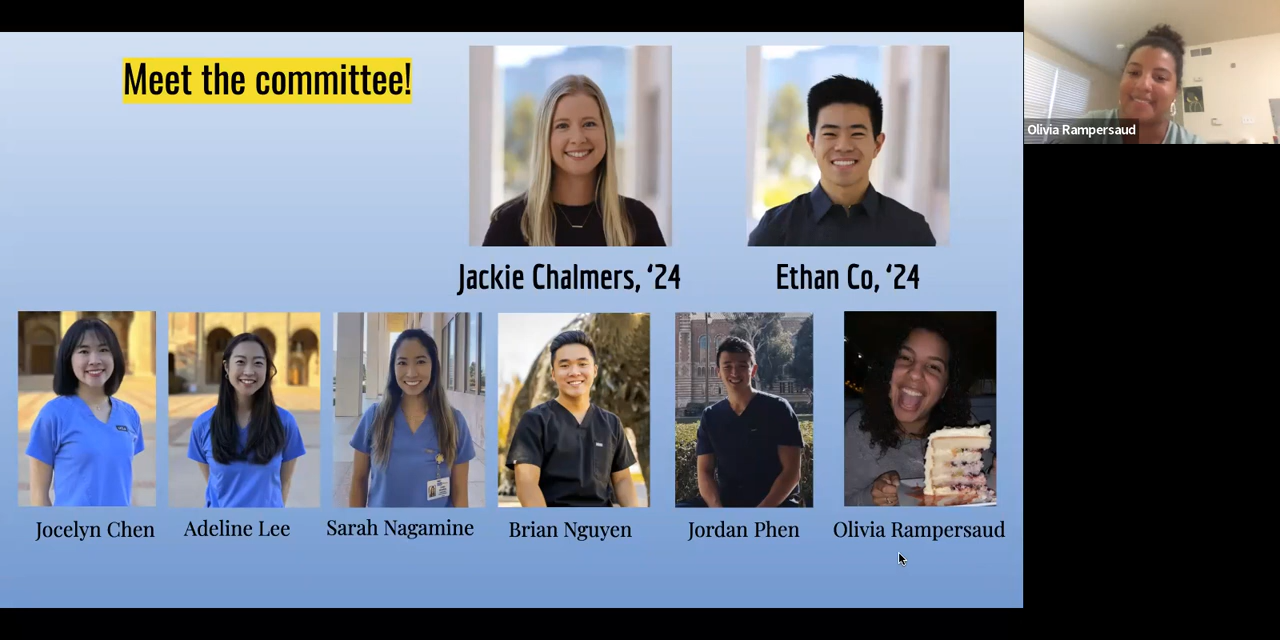 Meet the committee!
Olivia Rampersaud
Jackie Chalmers, ‘24
Ethan Co, ‘24
Jocelyn Chen
Adeline Lee
Sarah Nagamine
Brian Nguyen
Jordan Phen
Olivia Rampersaud